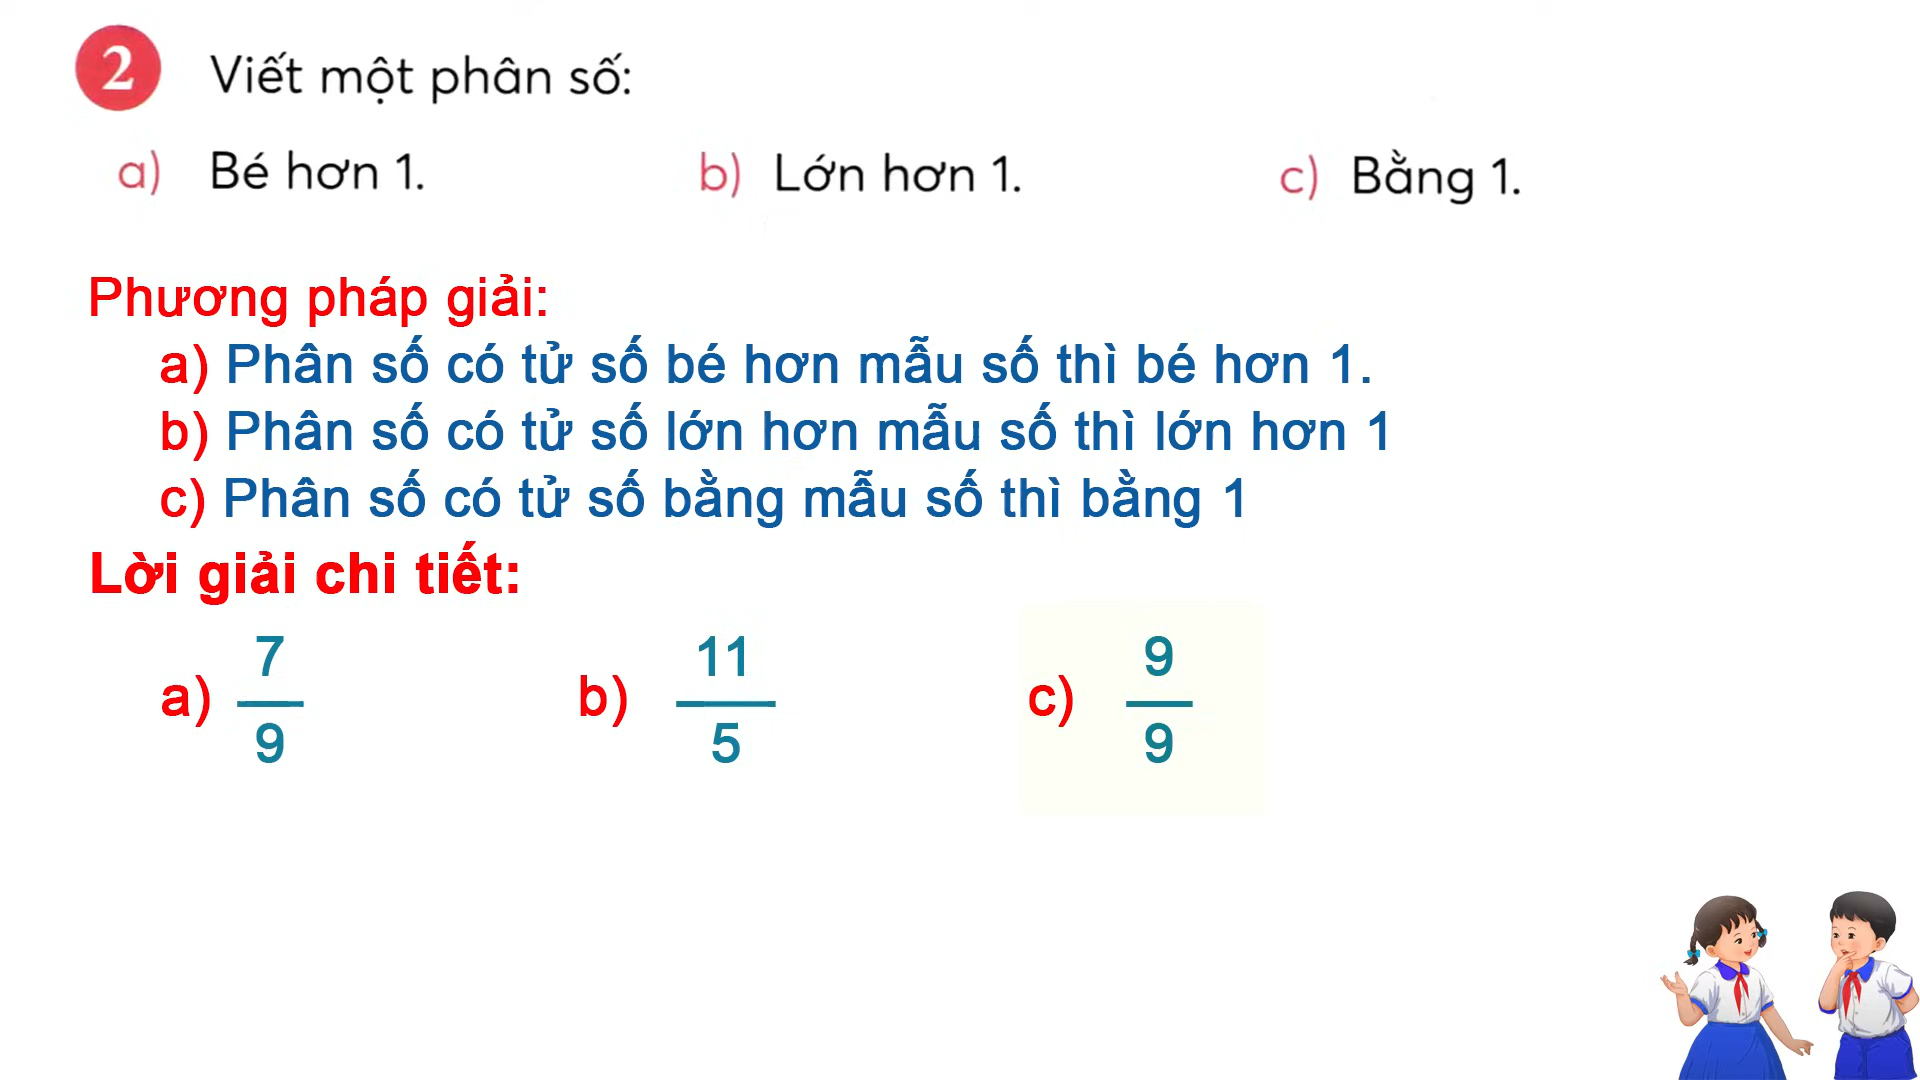 2 Viết một phân số:
a) Bé hơn 1. b) Lớn hơn 1. c) Bằng 1.
Phương pháp giải:
a) Phân số có tử số bé hơn mẫu số thì bé hơn 1.
b) Phân số có tử số lớn hơn mẫu số thì lớn hơn 1
c) Phân số có tử số bằng mẫu số thì bằng 1
Lời giải chi tiết:
a) 7/9 b) 11/5 c) 9/9